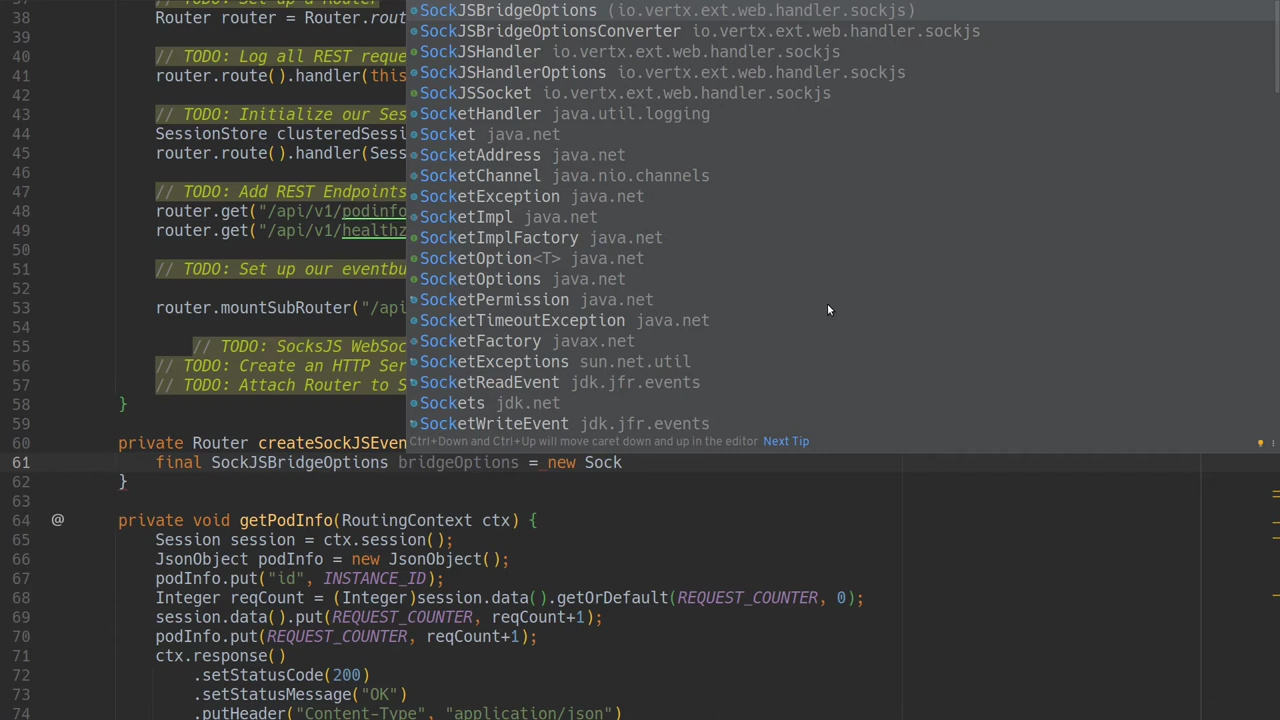 37 // TODO: Set up a Router
38 Router router = Router.rout
39
40 // TODO: Log all REST reque
41 router.route().handler(this
42
43 // TODO: Initialize our Ses
44 SessionStore clusteredSessi
45 router.route().handler(Sess
46
47 // TODO: Add REST Endpoints
48 router.get("/api/v1/podinfo
49 router.get("/api/v1/healthz
50
51 // TODO: Set up our eventbu
52
53 router.mountSubRouter("/api
54
55 // TODO: SocksJS WebSoc
56 // TODO: Create an HTTP Ser
57 // TODO: Attach Router to S
58 }
59
SockJSBridgeOptions (io.vertx.ext.web.handler.sockjs)
SockJSBridgeOptionsConverter io.vertx.ext.web.handler.sockjs
SockJSHandler io.vertx.ext.web.handler.sockjs
SockJSHandlerOptions io.vertx.ext.web.handler.sockjs
SockJSSocket io.vertx.ext.web.handler.sockjs
SocketHandler java.util.logging
Socket java.net
SocketAddress java.net
SocketChannel java.nio.channels
SocketException java.net
SocketImpl java.net
SocketImplFactory java.net
SocketOption<T> java.net
SocketOptions java.net
SocketPermission java.net
SocketTimeoutException java.net
SocketFactory javax.net
SocketExceptions sun.net.util
SocketReadEvent jdk.jfr.events
Sockets jdk.net
SocketWriteEvent jdk.jfr.events
Ctrl+Down and Ctrl+Up will move caret down and up in the editor Next Tip
60 private Router createSockJSEven
61 final SockJSBridgeOptions bridgeOptions = new Sock
62 }
63
64 @ private void getPodInfo(RoutingContext ctx) {
65 Session session = ctx.session();
66 JsonObject podInfo = new JsonObject();
67 podInfo.put("id", INSTANCE_ID);
68 Integer reqCount = (Integer)session.data().getOrDefault(REQUEST_COUNTER, 0);
69 session.data().put(REQUEST_COUNTER, reqCount+1);
70 podInfo.put(REQUEST_COUNTER, reqCount+1);
71 ctx.response()
72 .setStatusCode(200)
73 .setStatusMessage("OK")
74 .putHeader("Content-Type", "application/json")